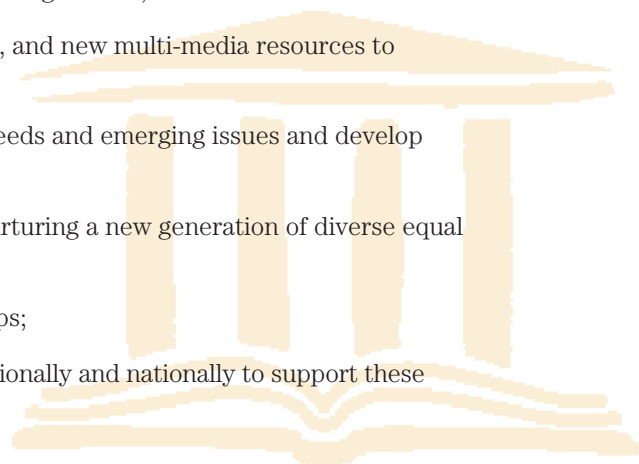 , and new multi-media resources to
eeds and emerging issues and develop
rturing a new generation of diverse equal
ps;
ionally and nationally to support these